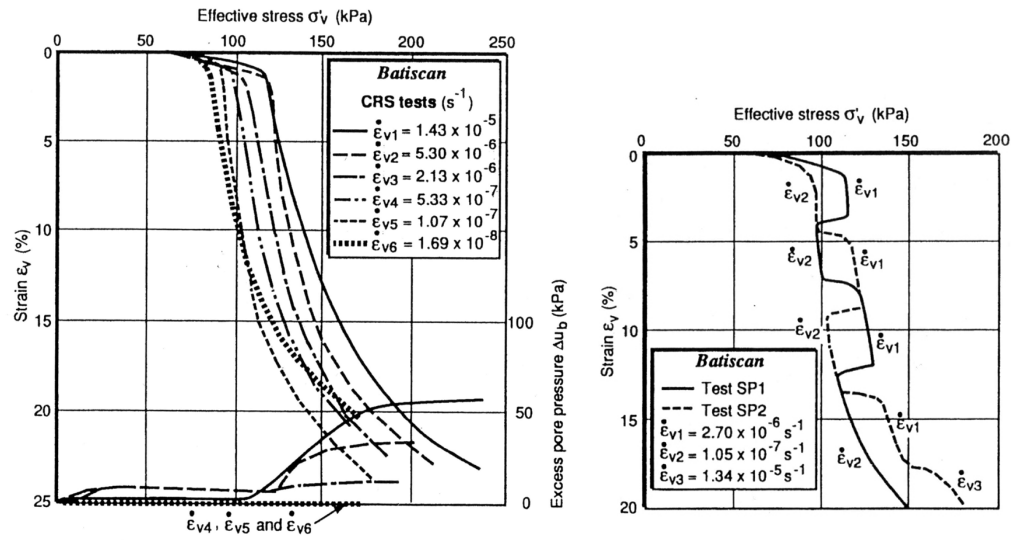 Effective stress σ'v (kPa)
0 50 100 150 200 250
0
5
10
15
20
25
Strain εv (%)
Batiscan
CRS tests (s-1)
ε̇v1 = 1.43 x 10-5
ε̇v2 = 5.30 x 10-6
ε̇v3 = 2.13 x 10-6
ε̇v4 = 5.33 x 10-7
ε̇v5 = 1.07 x 10-7
ε̇v6 = 1.69 x 10-8
100
50
0
Excess pore pressure Δub (kPa)
ε̇v4 , ε̇v5 and ε̇v6
Effective stress σ'v (kPa)
0 50 100 150 200
0
5
10
15
20
Strain εv (%)
ε̇v2
ε̇v1
ε̇v2
ε̇v1
ε̇v2
ε̇v1
ε̇v1
ε̇v2
ε̇v3
Batiscan
Test SP1
Test SP2
ε̇v1 = 2.70 x 10-6 s-1
ε̇v2 = 1.05 x 10-7 s-1
ε̇v3 = 1.34 x 10-5 s-1